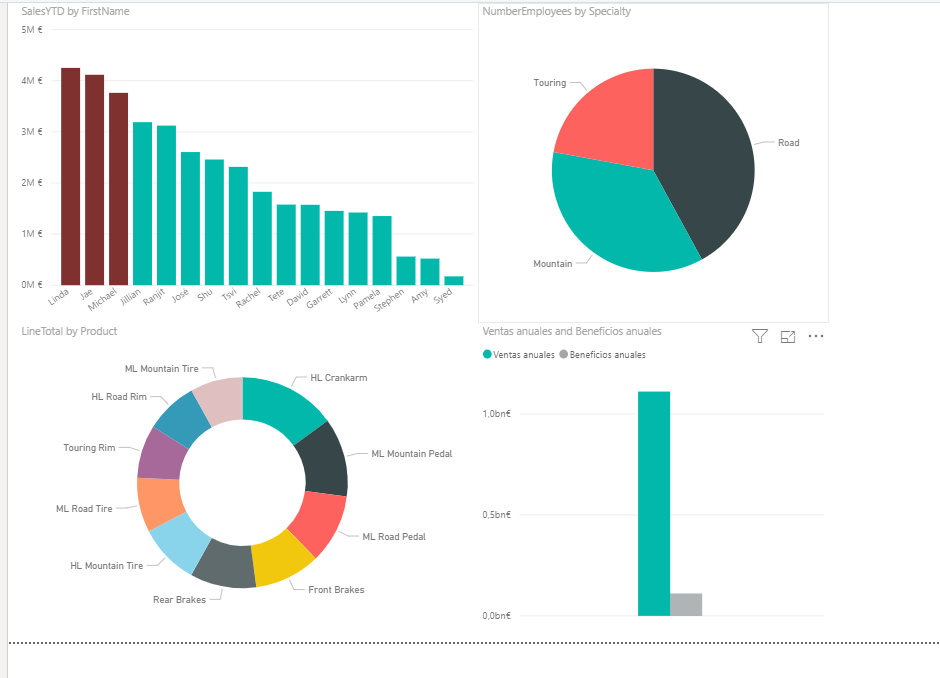 SalesYTD by FirstName
5M €
4M €
3M €
2M €
1M €
0M €
Linda
Jae
Michael
Jillian
Ranjit
José
Shu
Tsvi
Rachel
Tete
David
Garrett
Lynn
Pamela
Stephen
Amy
Syed
NumberEmployees by Specialty
Touring
Road
Mountain
LineTotal by Product
ML Mountain Tire
HL Crankarm
HL Road Rim
Touring Rim
ML Mountain Pedal
ML Road Tire
ML Road Pedal
HL Mountain Tire
Front Brakes
Rear Brakes
Ventas anuales and Beneficios anuales
Ventas anuales Beneficios anuales
1,0bn€
0,5bn€
0,0bn€